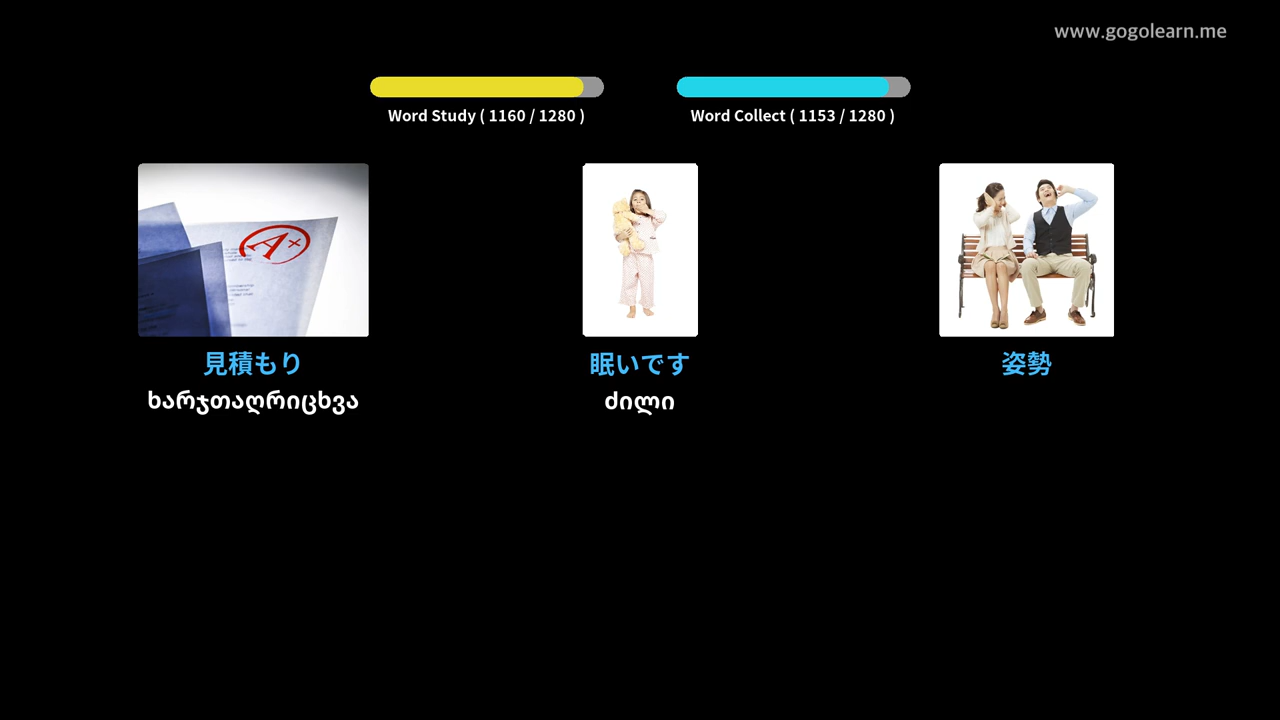 www.gogolearn.me
Word Study ( 1160 / 1280 )
Word Collect ( 1153 / 1280 )
A+
見積もり
眠いです
姿勢
ხარჯთაღრიცხვა
ძილი